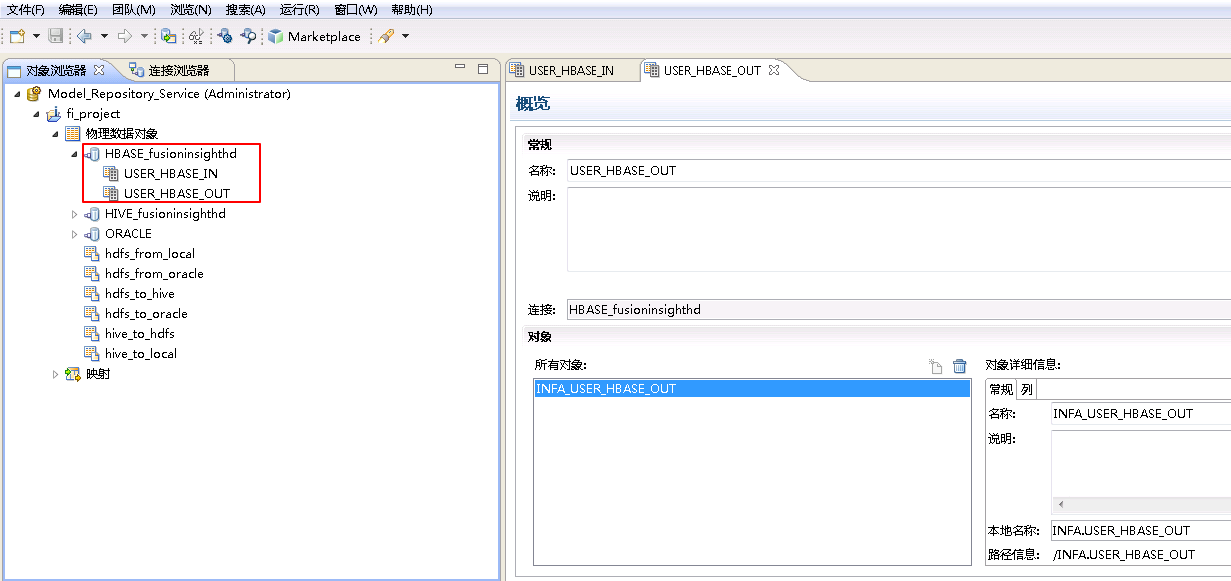 文件(F) 编辑(E) 团队(M) 浏览(N) 搜索(A) 运行(R) 窗口(W) 帮助(H)
Marketplace
对象浏览器 连接浏览器
Model_Repository_Service (Administrator)
fi_project
物理数据对象
HBASE_fusioninsighthd
USER_HBASE_IN
USER_HBASE_OUT
HIVE_fusioninsighthd
ORACLE
hdfs_from_local
hdfs_from_oracle
hdfs_to_hive
hdfs_to_oracle
hive_to_hdfs
hive_to_local
映射
USER_HBASE_IN USER_HBASE_OUT
概览
常规
名称: USER_HBASE_OUT
说明:
连接: HBASE_fusioninsighthd
对象
所有对象:
INFA_USER_HBASE_OUT
对象详细信息:
常规 列
名称: INFA_USER_HBASE_OUT
说明:
本地名称: INFA.USER_HBASE_OUT
路径信息: /INFA.USER_HBASE_OUT